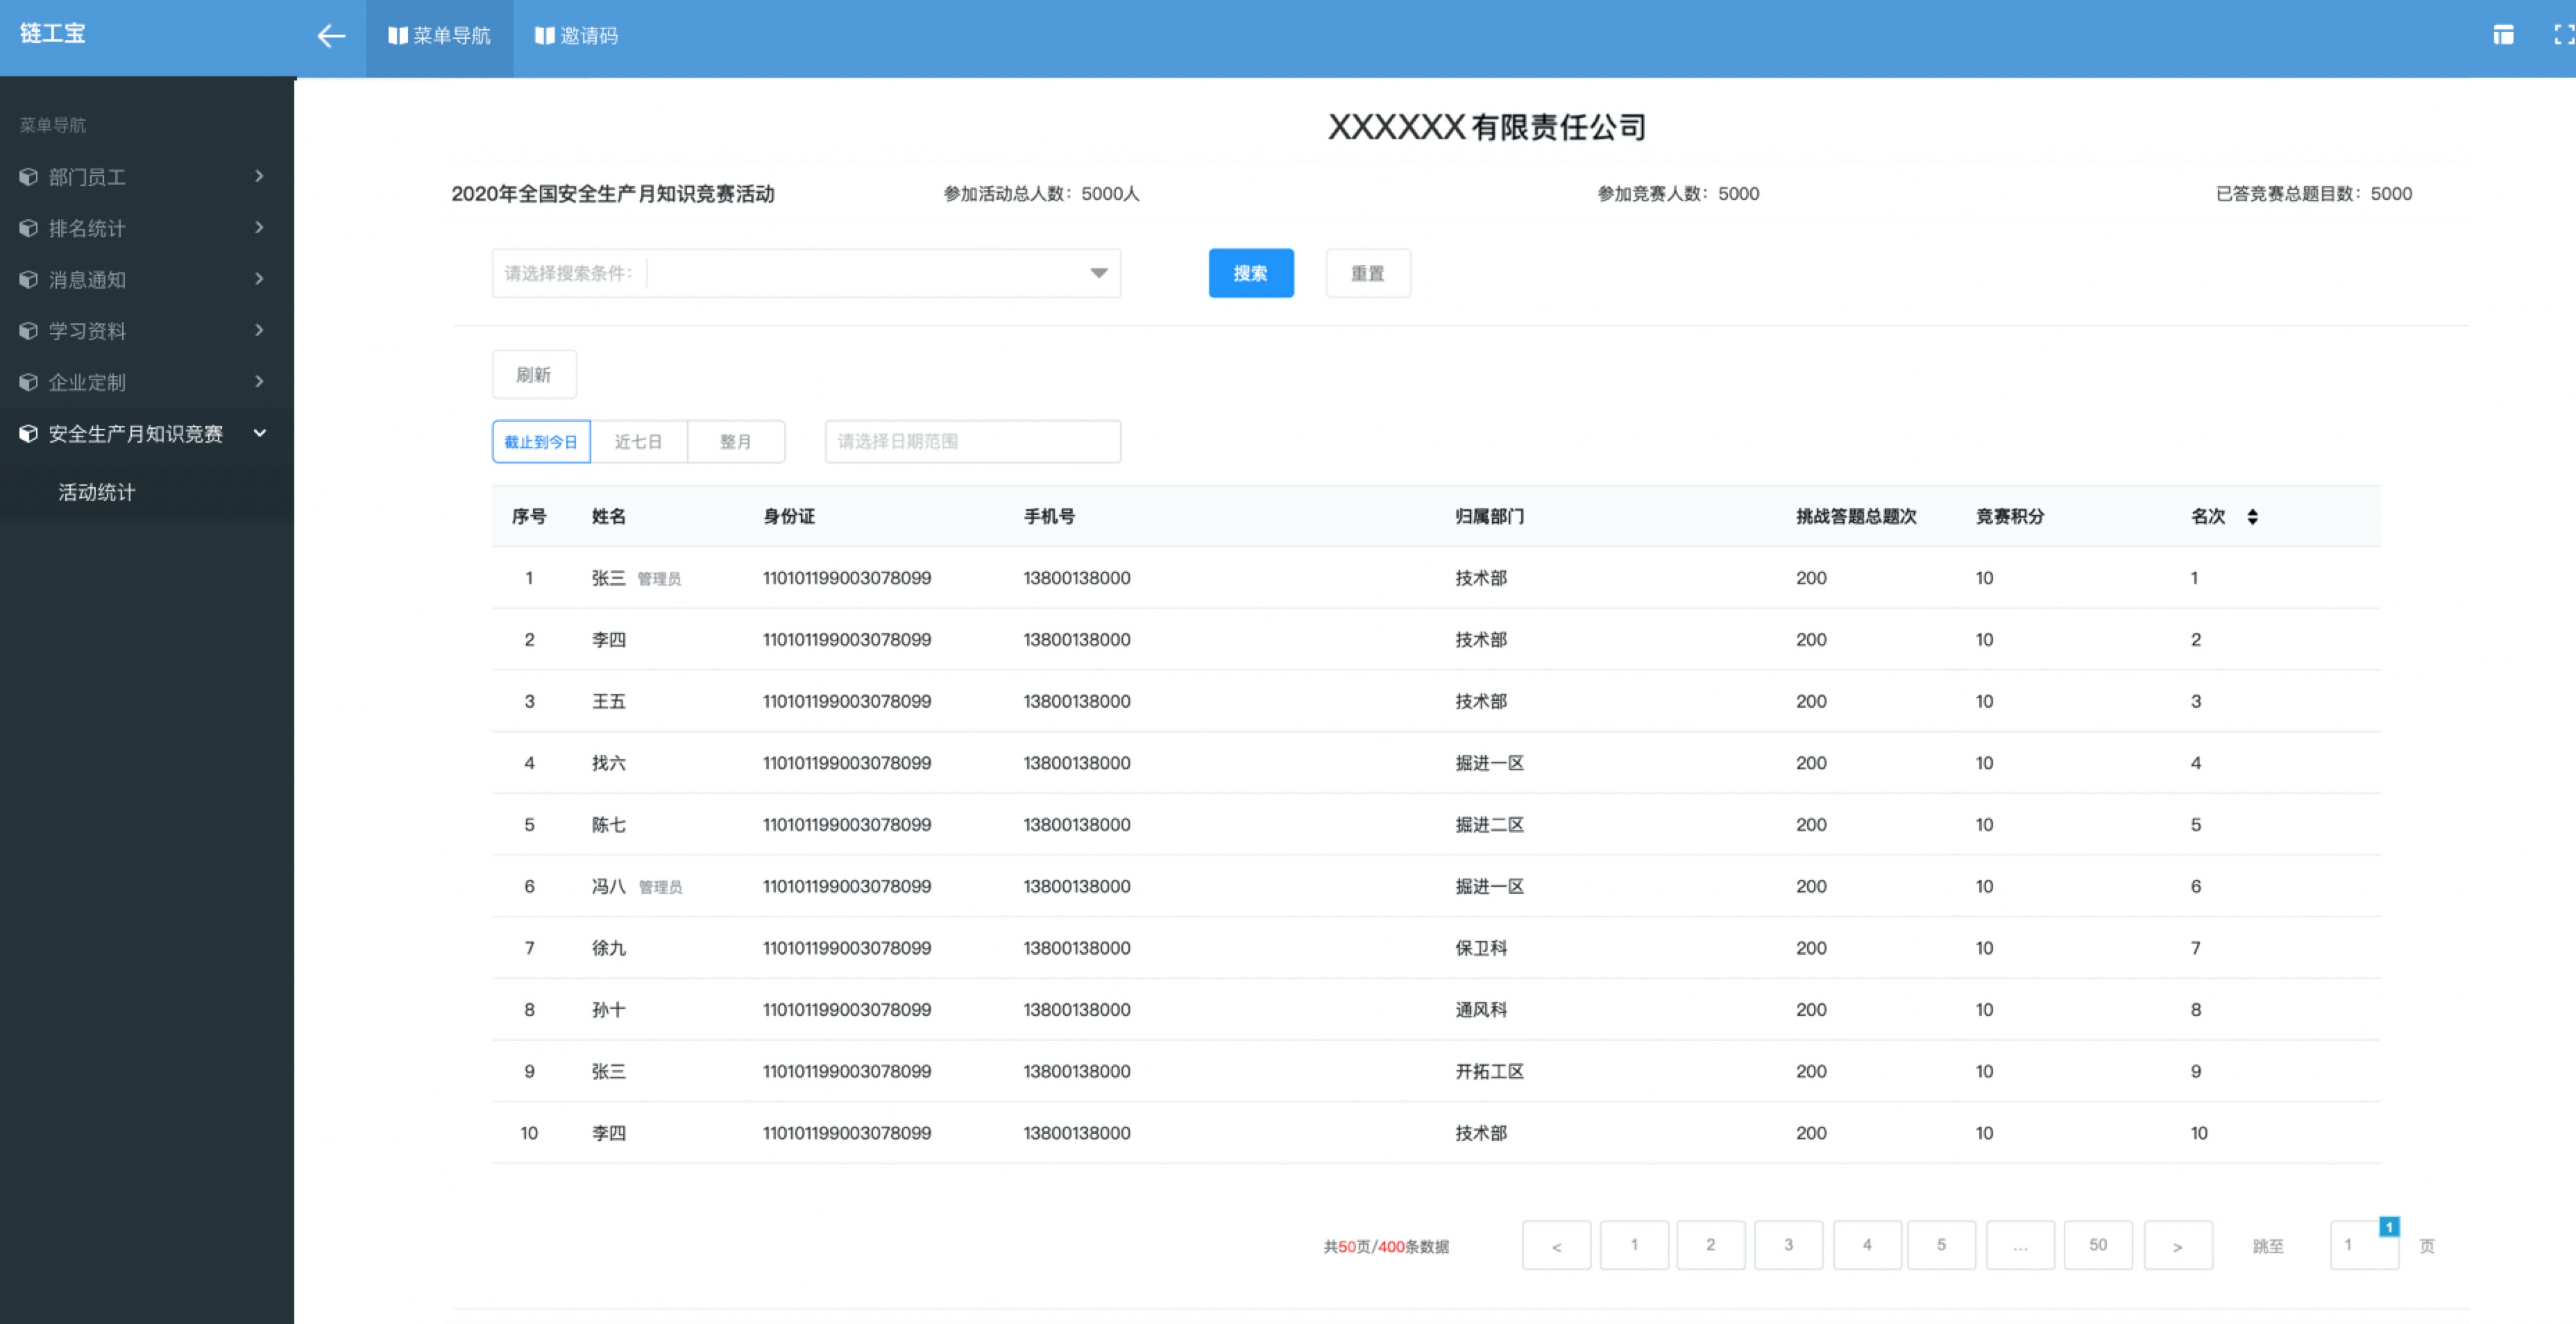 链工宝
菜单导航 邀请码
菜单导航
部门员工
排名统计
消息通知
学习资料
企业定制
安全生产月知识竞赛
活动统计
XXXXXX有限责任公司
2020年全国安全生产月知识竞赛活动 参加活动总人数：5000人 参加竞赛人数：5000 已答竞赛总题目数：5000
请选择搜索条件： 搜索 重置
刷新
截止到今日 近七日 整月 请选择日期范围
序号 姓名 身份证 手机号 归属部门 挑战答题总题次 竞赛积分 名次
1 张三 管理员 110101199003078099 13800138000 技术部 200 10 1
2 李四 110101199003078099 13800138000 技术部 200 10 2
3 王五 110101199003078099 13800138000 技术部 200 10 3
4 找六 110101199003078099 13800138000 掘进一区 200 10 4
5 陈七 110101199003078099 13800138000 掘进二区 200 10 5
6 冯八 管理员 110101199003078099 13800138000 掘进一区 200 10 6
7 徐九 110101199003078099 13800138000 保卫科 200 10 7
8 孙十 110101199003078099 13800138000 通风科 200 10 8
9 张三 110101199003078099 13800138000 开拓工区 200 10 9
10 李四 110101199003078099 13800138000 技术部 200 10 10
共50页/400条数据 < 1 2 3 4 5 ... 50 > 跳至 1 1 页